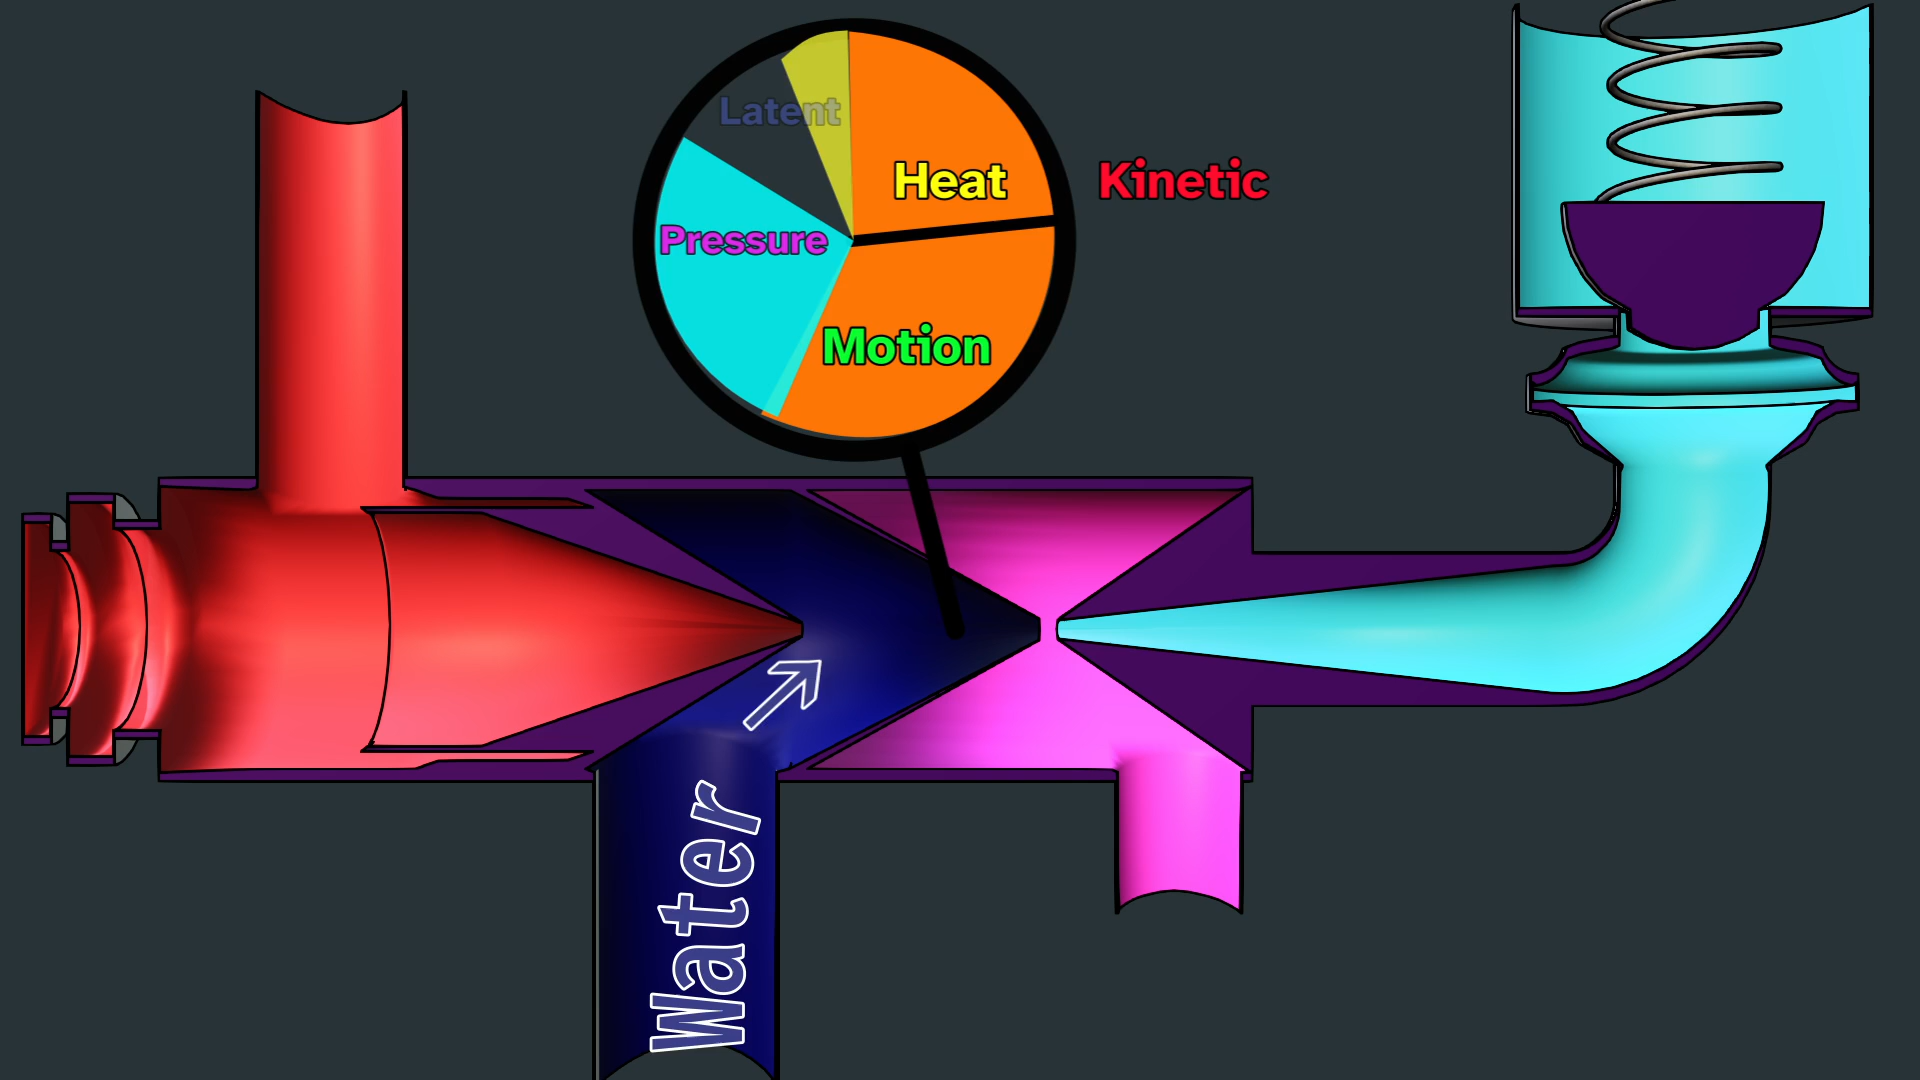 Latent
Heat
Kinetic
Pressure
Motion
Water